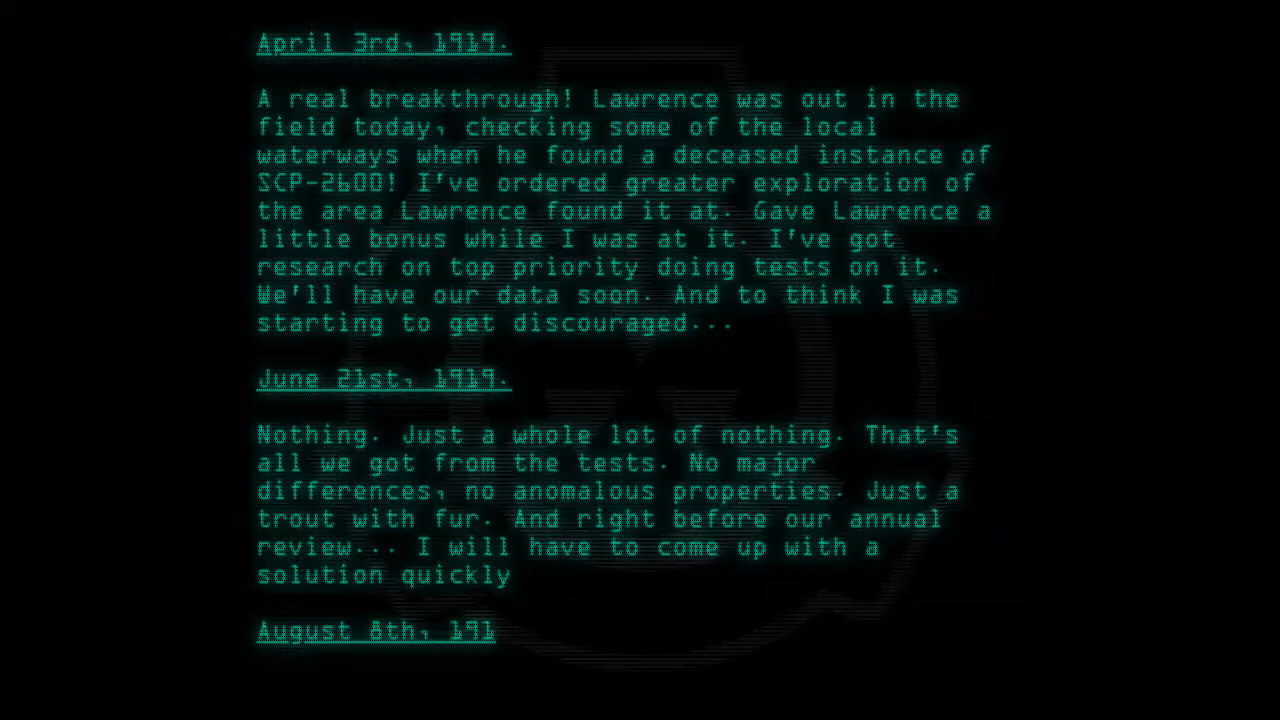 April 3rd, 1919.
A real breakthrough! Lawrence was out in the
field today, checking some of the local
waterways when he found a deceased instance of
SCP-2600! I've ordered greater exploration of
the area Lawrence found it at. Gave Lawrence a
little bonus while I was at it. I've got
research on top priority doing tests on it.
We'll have our data soon. And to think I was
starting to get discouraged...
June 21st, 1919.
Nothing. Just a whole lot of nothing. That's
all we got from the tests. No major
differences, no anomalous properties. Just a
trout with fur. And right before our annual
review... I will have to come up with a
solution quickly
August 8th, 191